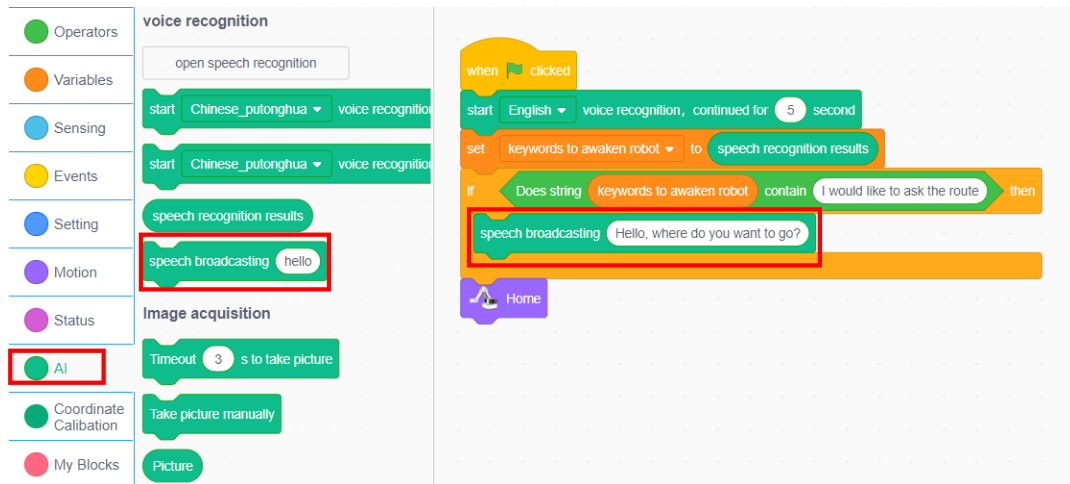 Operators
Variables
Sensing
Events
Setting
Motion
Status
AI
Coordinate
Calibation
My Blocks
voice recognition
open speech recognition
start Chinese_putonghua voice recognition
start Chinese_putonghua voice recognition
speech recognition results
speech broadcasting hello
Image acquisition
Timeout 3 s to take picture
Take picture manually
Picture
when clicked
start English voice recognition, continued for 5 second
set keywords to awaken robot to speech recognition results
if Does string keywords to awaken robot contain I would like to ask the route then
speech broadcasting Hello, where do you want to go?
Home